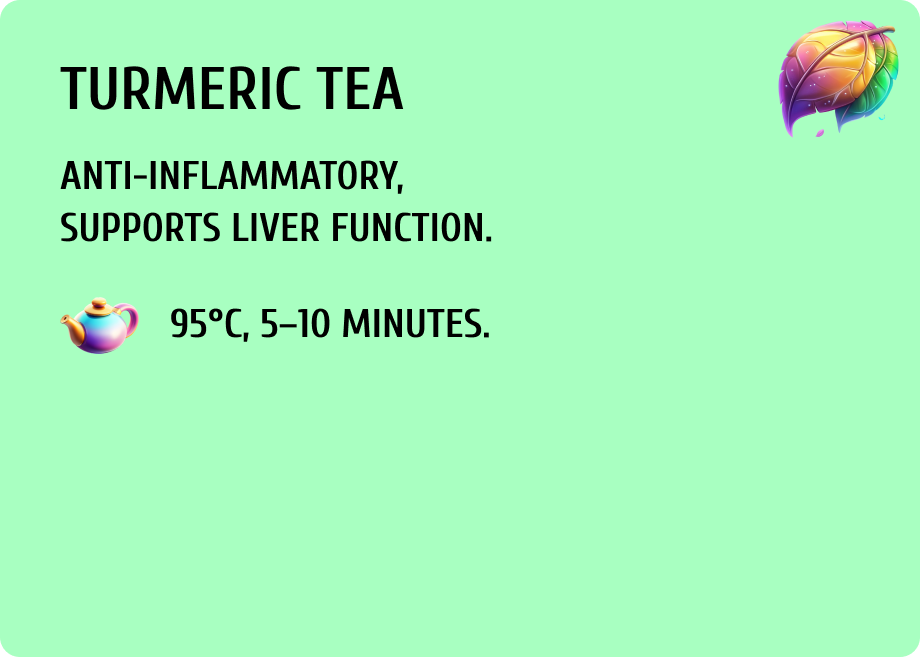 TURMERIC TEA
ANTI-INFLAMMATORY,
SUPPORTS LIVER FUNCTION.
95°C, 5–10 MINUTES.